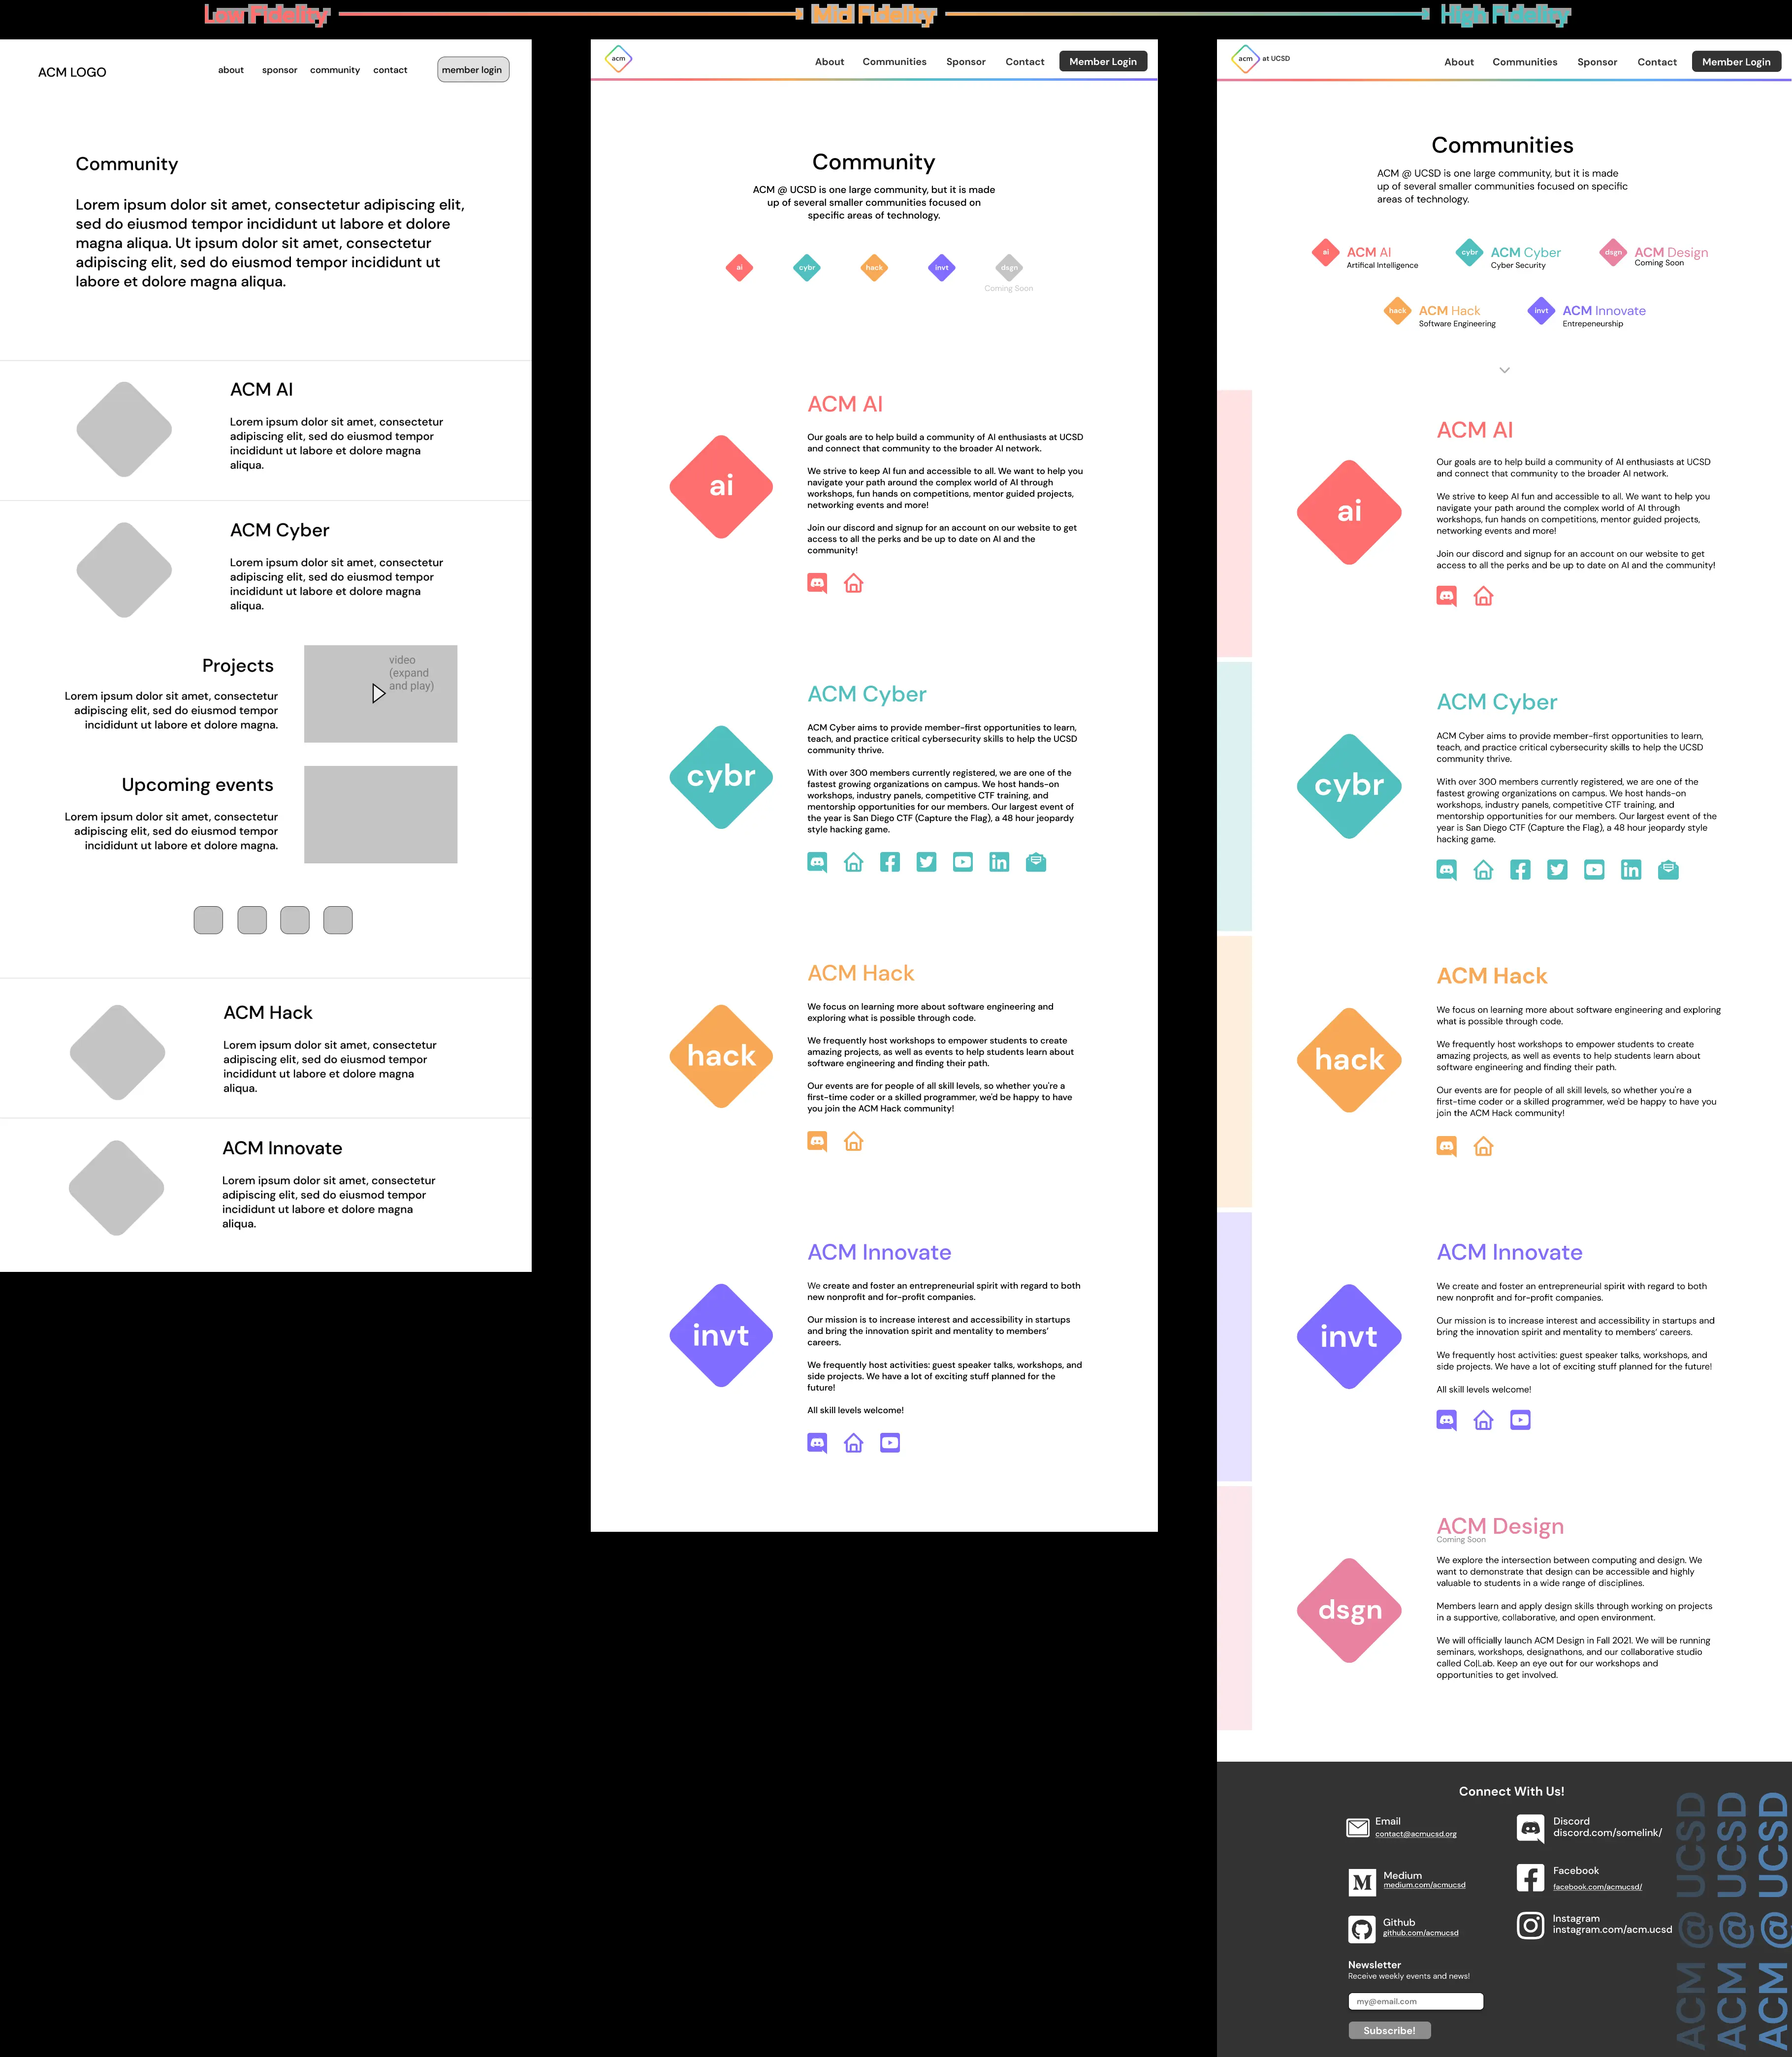 Low Fidelity
Mid Fidelity
High Fidelity
ACM LOGO
about
sponsor
community
contact
member login
Community
Lorem ipsum dolor sit amet, consectetur adipiscing elit,
sed do eiusmod tempor incididunt ut labore et dolore
magna aliqua. Ut ipsum dolor sit amet, consectetur
adipiscing elit, sed do eiusmod tempor incididunt ut
labore et dolore magna aliqua.
ACM AI
Lorem ipsum dolor sit amet, consectetur
adipiscing elit, sed do eiusmod tempor
incididunt ut labore et dolore magna
aliqua.
ACM Cyber
Lorem ipsum dolor sit amet, consectetur
adipiscing elit, sed do eiusmod tempor
incididunt ut labore et dolore magna
aliqua.
Projects
Lorem ipsum dolor sit amet, consectetur
adipiscing elit, sed do eiusmod tempor
incididunt ut labore et dolore magna.
video
(expand
and play)
Upcoming events
Lorem ipsum dolor sit amet, consectetur
adipiscing elit, sed do eiusmod tempor
incididunt ut labore et dolore magna.
ACM Hack
Lorem ipsum dolor sit amet, consectetur
adipiscing elit, sed do eiusmod tempor
incididunt ut labore et dolore magna
aliqua.
ACM Innovate
Lorem ipsum dolor sit amet, consectetur
adipiscing elit, sed do eiusmod tempor
incididunt ut labore et dolore magna
aliqua.
acm
About
Communities
Sponsor
Contact
Member Login
Community
ACM @ UCSD is one large community, but it is made
up of several smaller communities focused on
specific areas of technology.
ai
cybr
hack
invt
dsgn
Coming Soon
ai
ACM AI
Our goals are to help build a community of AI enthusiasts at UCSD
and connect that community to the broader AI network.
We strive to keep AI fun and accessible to all. We want to help you
navigate your path around the complex world of AI through
workshops, fun hands on competitions, mentor guided projects,
networking events and more!
Join our discord and signup for an account on our website to get
access to all the perks and be up to date on AI and the
community!
cybr
ACM Cyber
ACM Cyber aims to provide member-first opportunities to learn,
teach, and practice critical cybersecurity skills to help the UCSD
community thrive.
With over 300 members currently registered, we are one of the
fastest growing organizations on campus. We host hands-on
workshops, industry panels, competitive CTF training, and
mentorship opportunities for our members. Our largest event of
the year is San Diego CTF (Capture the Flag), a 48 hour jeopardy
style hacking game.
hack
ACM Hack
We focus on learning more about software engineering and
exploring what is possible through code.
We frequently host workshops to empower students to create
amazing projects, as well as events to help students learn about
software engineering and finding their path.
Our events are for people of all skill levels, so whether you're a
first-time coder or a skilled programmer, we'd be happy to have
you join the ACM Hack community!
invt
ACM Innovate
We create and foster an entrepreneurial spirit with regard to both
new nonprofit and for-profit companies.
Our mission is to increase interest and accessibility in startups
and bring the innovation spirit and mentality to members'
careers.
We frequently host activities: guest speaker talks, workshops, and
side projects. We have a lot of exciting stuff planned for the
future!
All skill levels welcome!
acm at UCSD
About
Communities
Sponsor
Contact
Member Login
Communities
ACM @ UCSD is one large community, but it is made
up of several smaller communities focused on specific
areas of technology.
ai
ACM AI
Artifical Intelligence
cybr
ACM Cyber
Cyber Security
dsgn
ACM Design
Coming Soon
hack
ACM Hack
Software Engineering
invt
ACM Innovate
Entrepeneurship
ai
ACM AI
Our goals are to help build a community of AI enthusiasts at UCSD
and connect that community to the broader AI network.
We strive to keep AI fun and accessible to all. We want to help you
navigate your path around the complex world of AI through
workshops, fun hands on competitions, mentor guided projects,
networking events and more!
Join our discord and signup for an account on our website to get
access to all the perks and be up to date on AI and the community!
cybr
ACM Cyber
ACM Cyber aims to provide member-first opportunities to learn,
teach, and practice critical cybersecurity skills to help the UCSD
community thrive.
With over 300 members currently registered, we are one of the
fastest growing organizations on campus. We host hands-on
workshops, industry panels, competitive CTF training, and
mentorship opportunities for our members. Our largest event of the
year is San Diego CTF (Capture the Flag), a 48 hour jeopardy style
hacking game.
hack
ACM Hack
We focus on learning more about software engineering and exploring
what is possible through code.
We frequently host workshops to empower students to create
amazing projects, as well as events to help students learn about
software engineering and finding their path.
Our events are for people of all skill levels, so whether you're a
first-time coder or a skilled programmer, we'd be happy to have you
join the ACM Hack community!
invt
ACM Innovate
We create and foster an entrepreneurial spirit with regard to both
new nonprofit and for-profit companies.
Our mission is to increase interest and accessibility in startups and
bring the innovation spirit and mentality to members' careers.
We frequently host activities: guest speaker talks, workshops, and
side projects. We have a lot of exciting stuff planned for the future!
All skill levels welcome!
dsgn
ACM Design
Coming Soon
We explore the intersection between computing and design. We
want to demonstrate that design can be accessible and highly
valuable to students in a wide range of disciplines.
Members learn and apply design skills through working on projects
in a supportive, collaborative, and open environment.
We will officially launch ACM Design in Fall 2021. We will be running
seminars, workshops, designathons, and our collaborative studio
called Co|Lab. Keep an eye out for our workshops and
opportunities to get involved.
Connect With Us!
Email
contact@acmucsd.org
Discord
discord.com/somelink/
Medium
medium.com/acmucsd
Facebook
facebook.com/acmucsd/
Github
github.com/acmucsd
Instagram
instagram.com/acm.ucsd
Newsletter
Receive weekly events and news!
my@email.com
Subscribe!
ACM @ UCSD
ACM @ UCSD
ACM @ UCSD